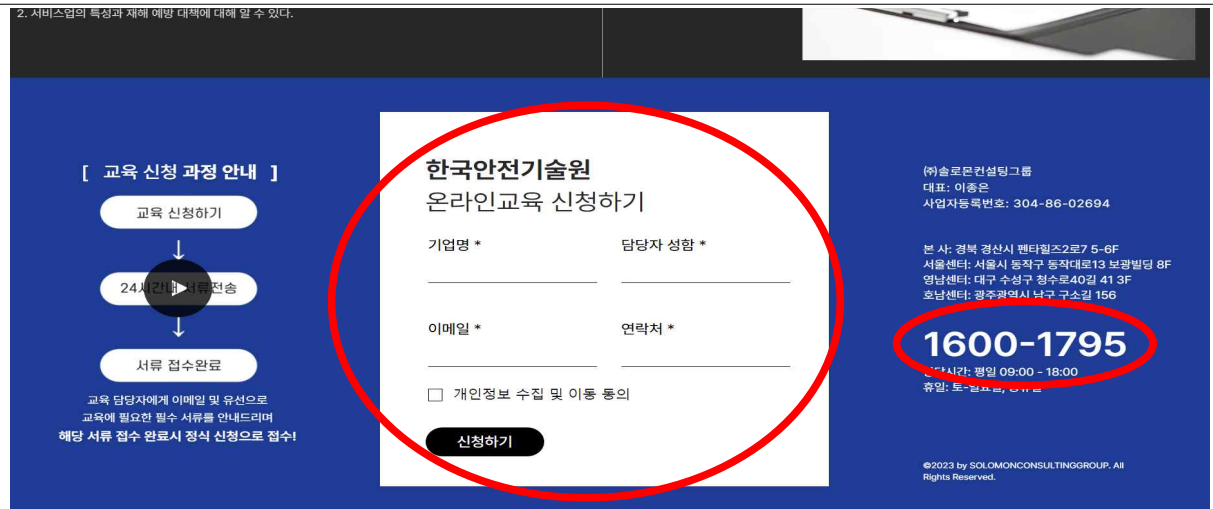 2. 서비스업의 특성과 재해 예방 대책에 대해 알 수 있다.
[ 교육 신청 과정 안내 ]
교육 신청하기
↓
24시간내 서류전송
↓
서류 접수완료
교육 담당자에게 이메일 및 유선으로
교육에 필요한 필수 서류를 안내드리며
해당 서류 접수 완료시 정식 신청으로 접수!
한국안전기술원
온라인교육 신청하기
기업명 * 담당자 성함 *
이메일 * 연락처 *
개인정보 수집 및 이동 동의
신청하기
㈜솔로몬컨설팅그룹
대표: 이종은
사업자등록번호: 304-86-02694
본 사: 경북 경산시 펜타힐즈2로7 5-6F
서울센터: 서울시 동작구 동작대로13 보광빌딩 8F
영남센터: 대구 수성구 청수로40길 41 3F
호남센터: 광주광역시 남구 구소길 156
1600-1795
평일 09:00 - 18:00
휴일:
©2023 by SOLOMONCONSULTINGGROUP. All
Rights Reserved.